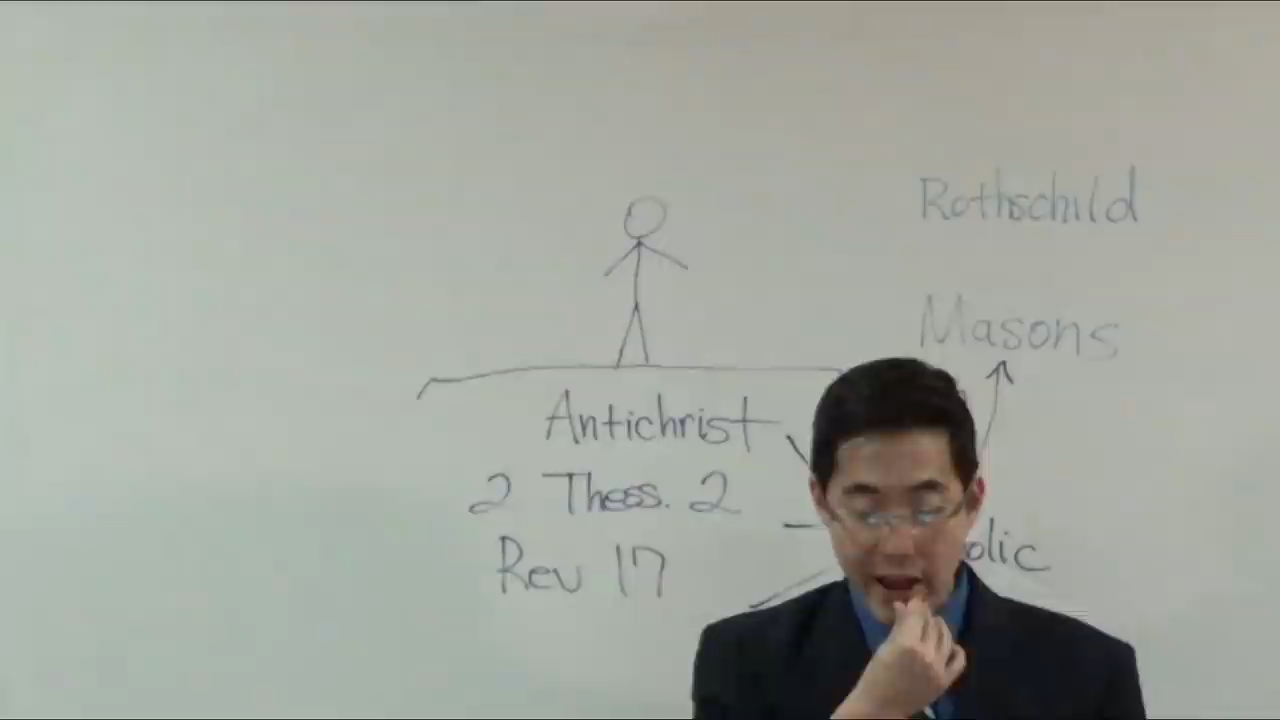 Rothschild
Masons
Antichrist
2 Thess. 2
Rev 17
olic